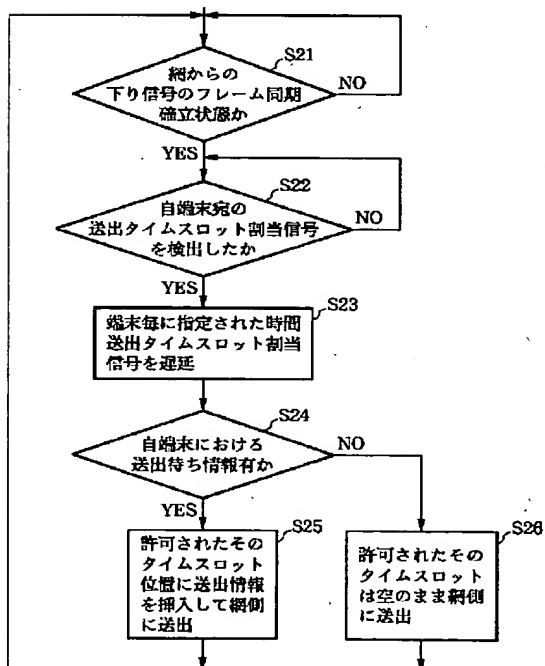 S21
網からの
下り信号のフレーム同期
確立状態か
NO
YES
S22
自端末宛の
送出タイムスロット割当信号
を検出したか
NO
YES
S23
端末毎に指定された時間
送出タイムスロット割当
信号を遅延
S24
自端末における
送出待ち情報有か
NO
YES
S25
許可されたその
タイムスロット
位置に送出情報
を挿入して網側
に送出
S26
許可されたその
タイムスロット
は空のまま網側
に送出